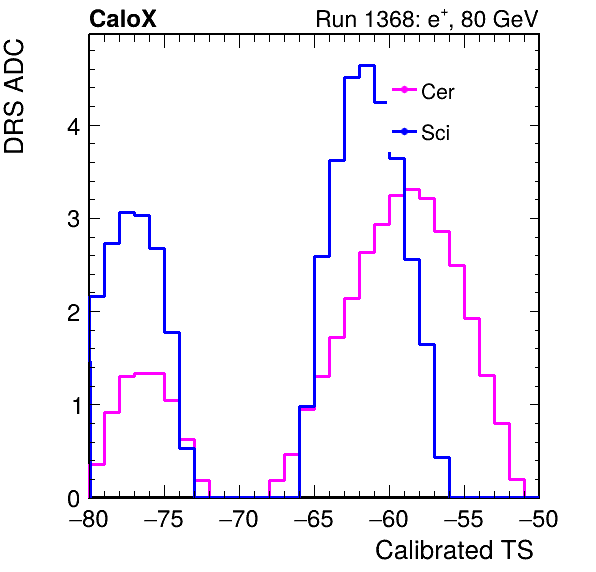 CaloX Run 1368: e⁺, 80 GeV
DRS ADC
Cer
Sci
4
3
2
1
0
−80 −75 −70 −65 −60 −55 −50
Calibrated TS